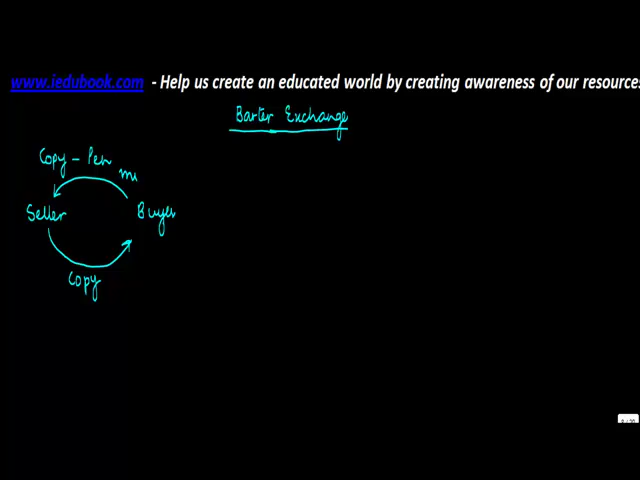 www.iedubook.com - Help us create an educated world by creating awareness of our resources
Barter Exchange
Copy - Pen
Seller
Buyer
Copy